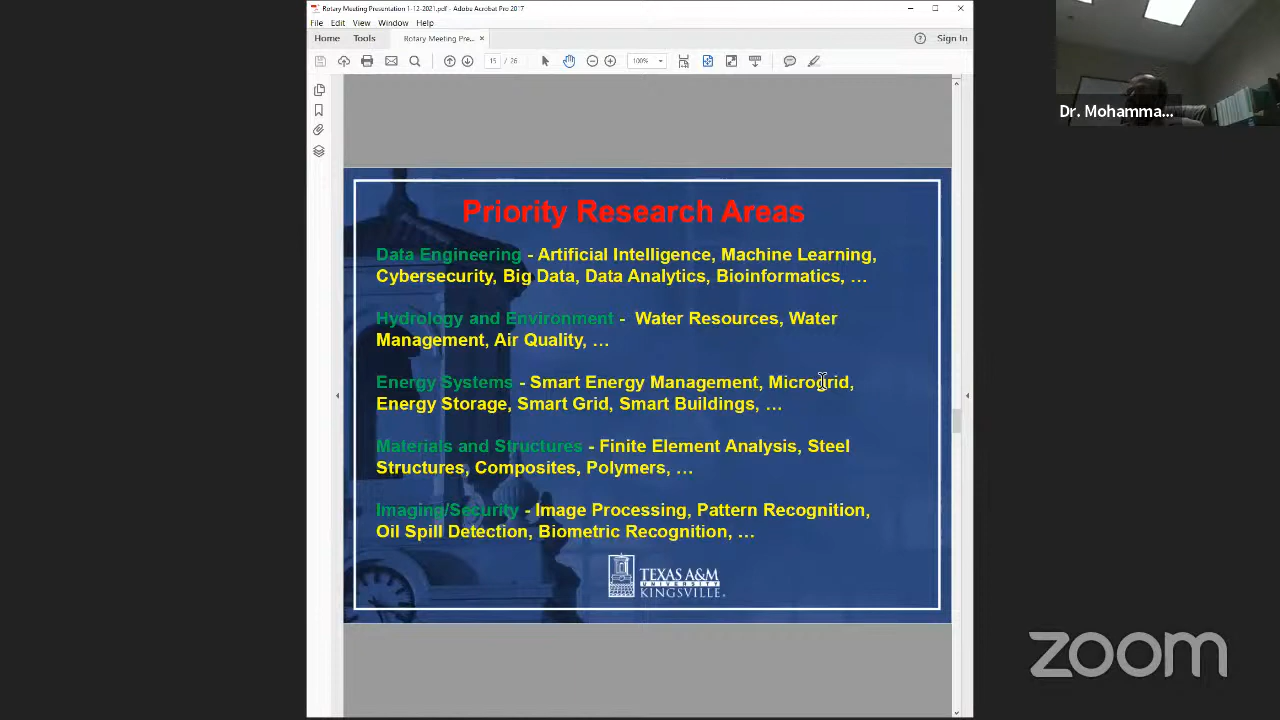 Rotary Meeting Presentation 1-12-2021.pdf - Adobe Acrobat Pro 2017
File Edit View Window Help
Home Tools Rotary Meeting Pre... × Sign In
15 / 26 100%
Dr. Mohamma...
Priority Research Areas
Data Engineering - Artificial Intelligence, Machine Learning,
Cybersecurity, Big Data, Data Analytics, Bioinformatics, …
Hydrology and Environment - Water Resources, Water
Management, Air Quality, …
Energy Systems - Smart Energy Management, Microgrid,
Energy Storage, Smart Grid, Smart Buildings, …
Materials and Structures - Finite Element Analysis, Steel
Structures, Composites, Polymers, …
Imaging/Security - Image Processing, Pattern Recognition,
Oil Spill Detection, Biometric Recognition, …
TEXAS A&M
UNIVERSITY
KINGSVILLE
zoom